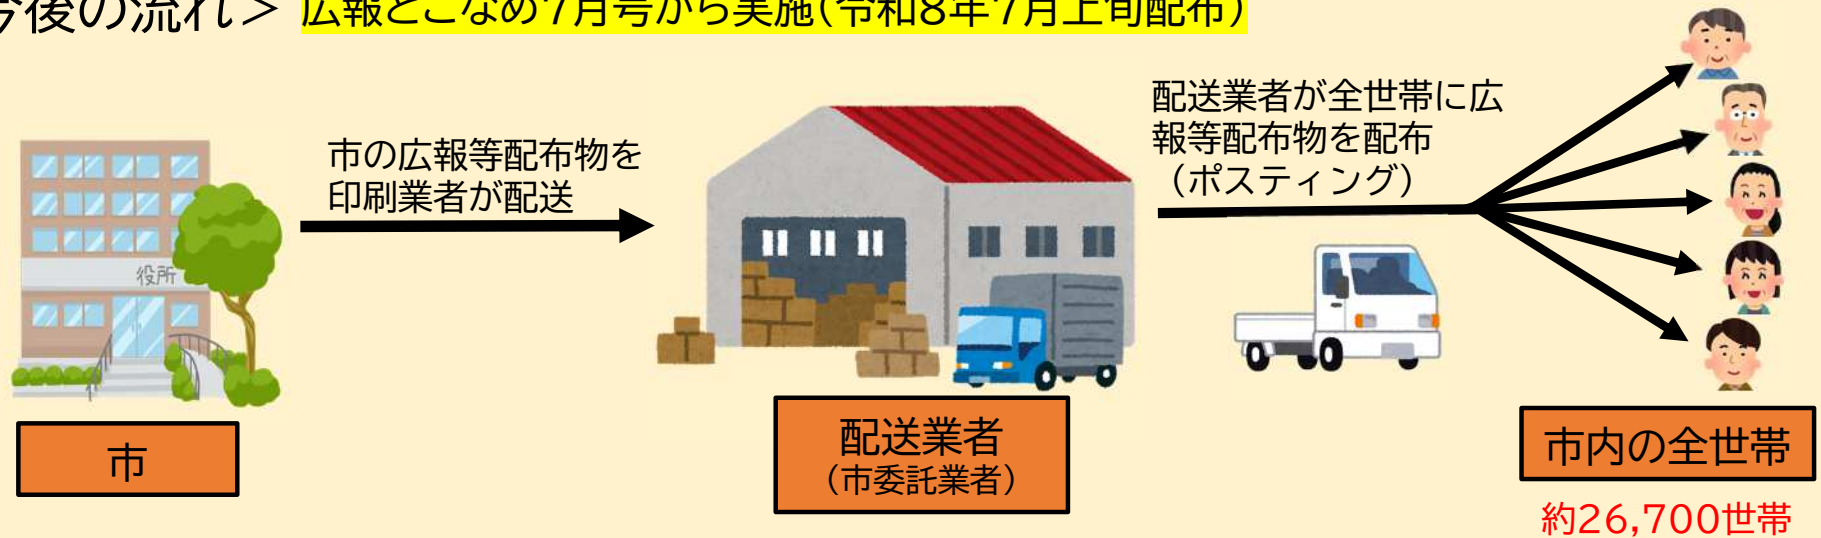 今後の流れ＞ 広報とこなめ7月号から実施(令和8年7月上旬配布)
市の広報等配布物を
印刷業者が配送
配送業者が全世帯に広
報等配布物を配布
（ポスティング）
役所
市
配送業者
（市委託業者）
市内の全世帯
約26,700世帯